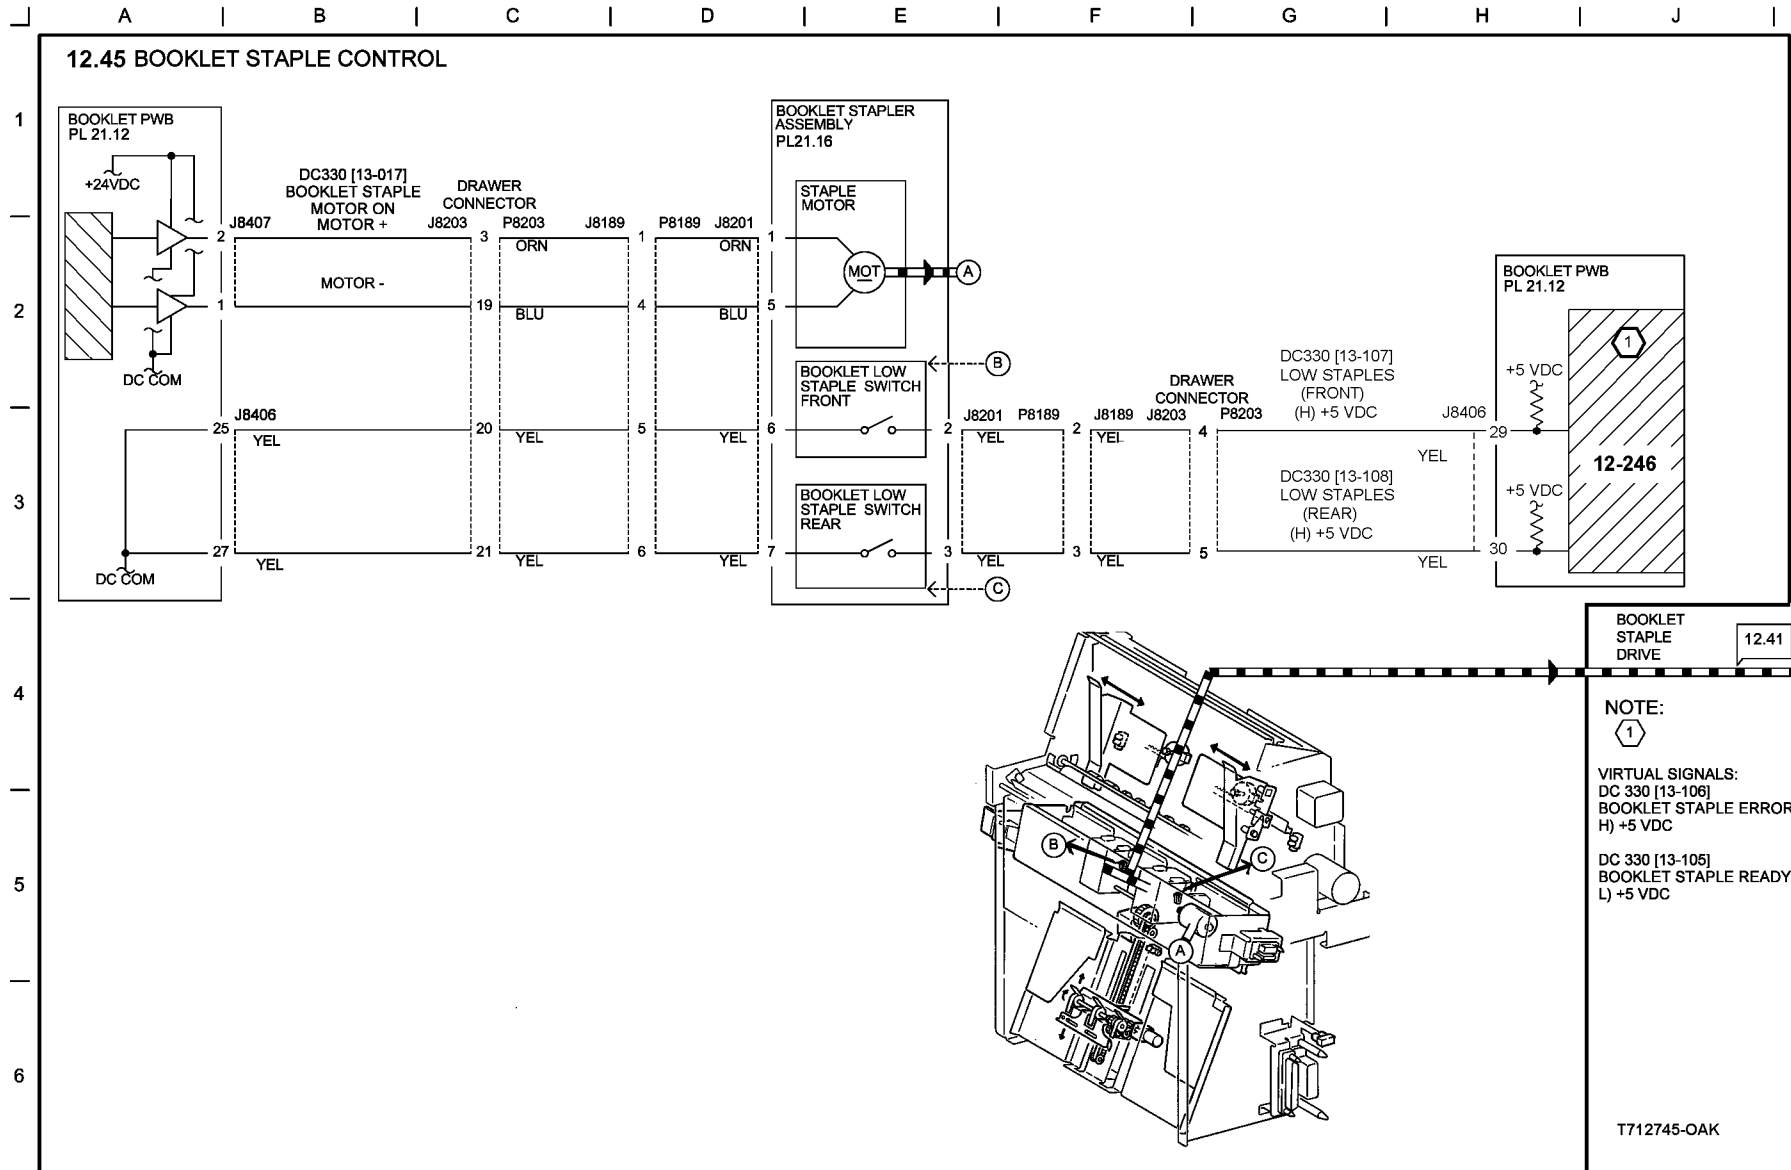 A B C D E F G H J
12.45 BOOKLET STAPLE CONTROL
1
2
3
4
5
6
BOOKLET PWB
PL 21.12
+24VDC
DC COM
DC COM
2
1
25
27
J8407
DC330 [13-017]
BOOKLET STAPLE
MOTOR ON
MOTOR +
MOTOR -
J8406
YEL
YEL
DRAWER
CONNECTOR
J8203
P8203
3
19
20
21
ORN
BLU
YEL
YEL
J8189
P8189
1
4
5
6
J8201
ORN
BLU
YEL
YEL
1
5
6
7
BOOKLET STAPLER
ASSEMBLY
PL21.16
STAPLE
MOTOR
MOT
A
BOOKLET LOW
STAPLE SWITCH
FRONT
B
BOOKLET LOW
STAPLE SWITCH
REAR
C
2
3
J8201
P8189
YEL
YEL
2
3
J8189
J8203
YEL
YEL
DRAWER
CONNECTOR
P8203
4
5
DC330 [13-107]
LOW STAPLES
(FRONT)
(H) +5 VDC
DC330 [13-108]
LOW STAPLES
(REAR)
(H) +5 VDC
J8406
YEL
YEL
29
30
BOOKLET PWB
PL 21.12
+5 VDC
+5 VDC
1
12-246
BOOKLET
STAPLE
DRIVE
12.41
NOTE:
1
VIRTUAL SIGNALS:
DC 330 [13-106]
BOOKLET STAPLE ERROR
H) +5 VDC
DC 330 [13-105]
BOOKLET STAPLE READY
L) +5 VDC
B
C
A
T712745-OAK